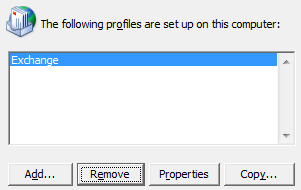 The following profiles are set up on this computer:
Exchange
Add... Remove Properties Copy...